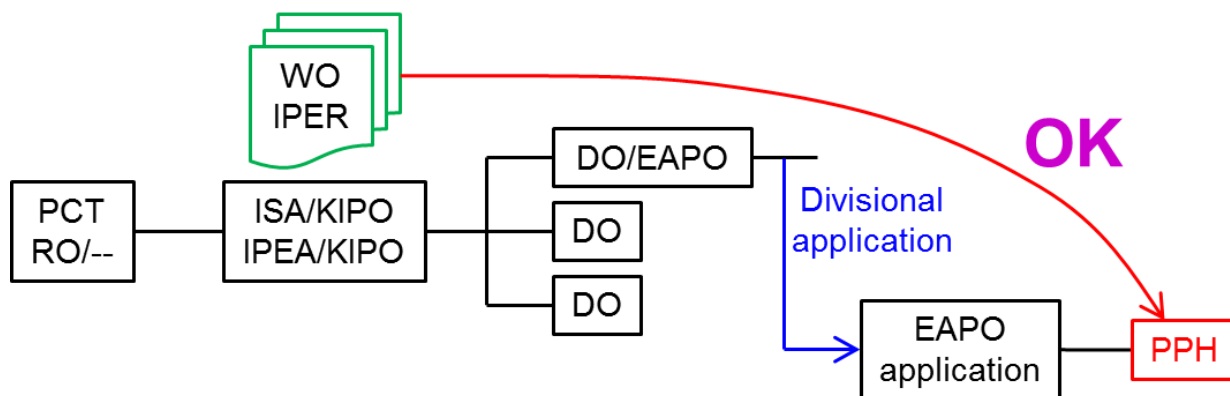 WO
IPER
OK
DO/EAPO
PCT
RO/--
ISA/KIPO
IPEA/KIPO
Divisional
application
DO
DO
EAPO
application
PPH